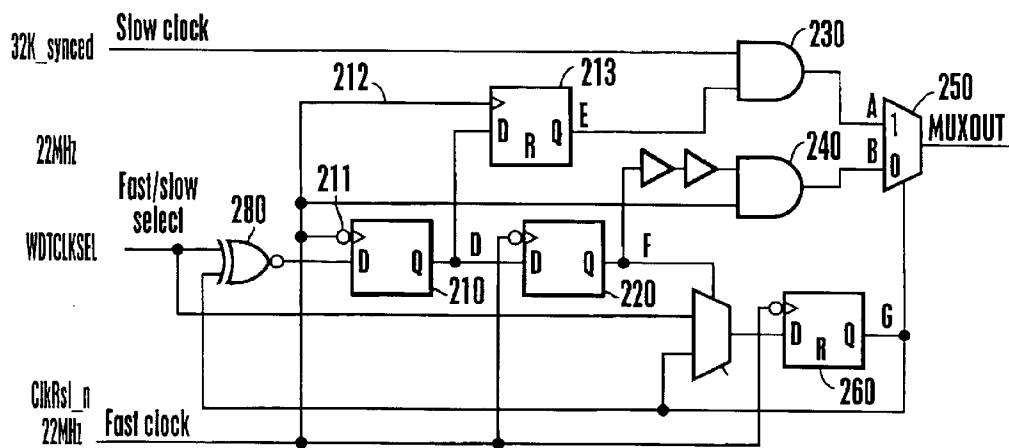 Slow clock
32K_synced
230
212
213
E
D
Q
R
A
250
1
MUXOUT
22MHz
B
0
240
Fast/slow
select
211
280
WDTCLKSEL
D
Q
D
D
Q
F
210
220
D
Q
G
R
260
ClkRsl_n
22MHz
Fast clock